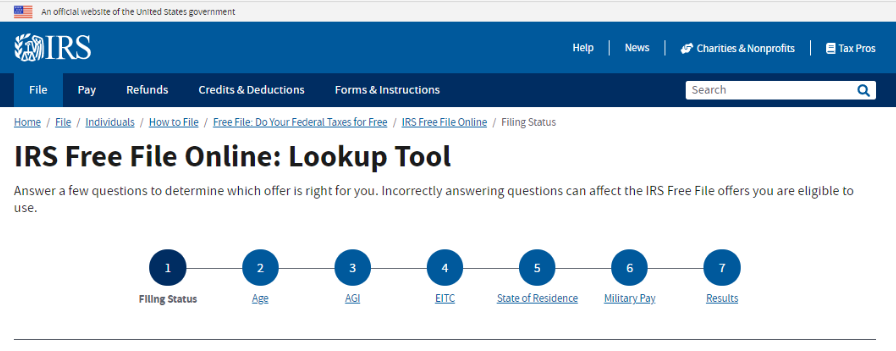 An official website of the United States government
IRS
Help News Charities & Nonprofits Tax Pros
File Pay Refunds Credits & Deductions Forms & Instructions Search
Home / File / Individuals / How to File / Free File: Do Your Federal Taxes for Free / IRS Free File Online / Filing Status
IRS Free File Online: Lookup Tool
Answer a few questions to determine which offer is right for you. Incorrectly answering questions can affect the IRS Free File offers you are eligible to
use.
1 2 3 4 5 6 7
Filing Status Age AGI EITC State of Residence Military Pay Results